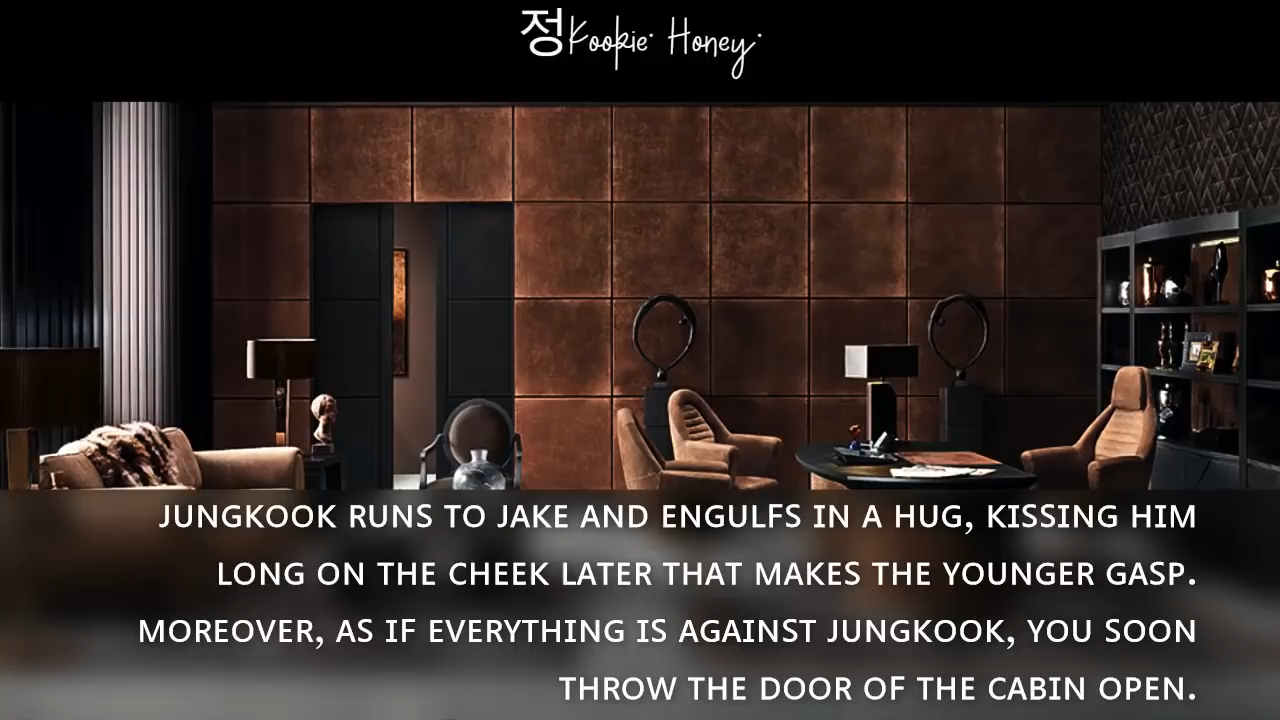 정Kookie Honey
JUNGKOOK RUNS TO JAKE AND ENGULFS IN A HUG, KISSING HIM
LONG ON THE CHEEK LATER THAT MAKES THE YOUNGER GASP.
MOREOVER, AS IF EVERYTHING IS AGAINST JUNGKOOK, YOU SOON
THROW THE DOOR OF THE CABIN OPEN.